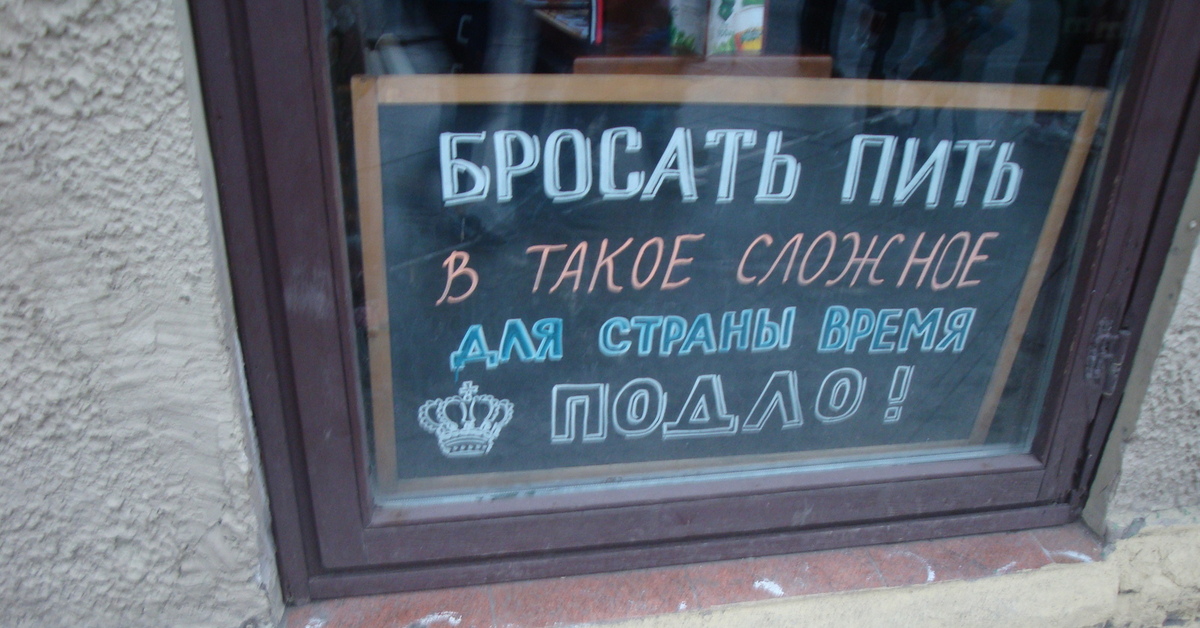 БРОСАТЬ ПИТЬ
В ТАКОЕ СЛОЖНОЕ
ДЛЯ СТРАНЫ ВРЕМЯ
ПОДЛО!